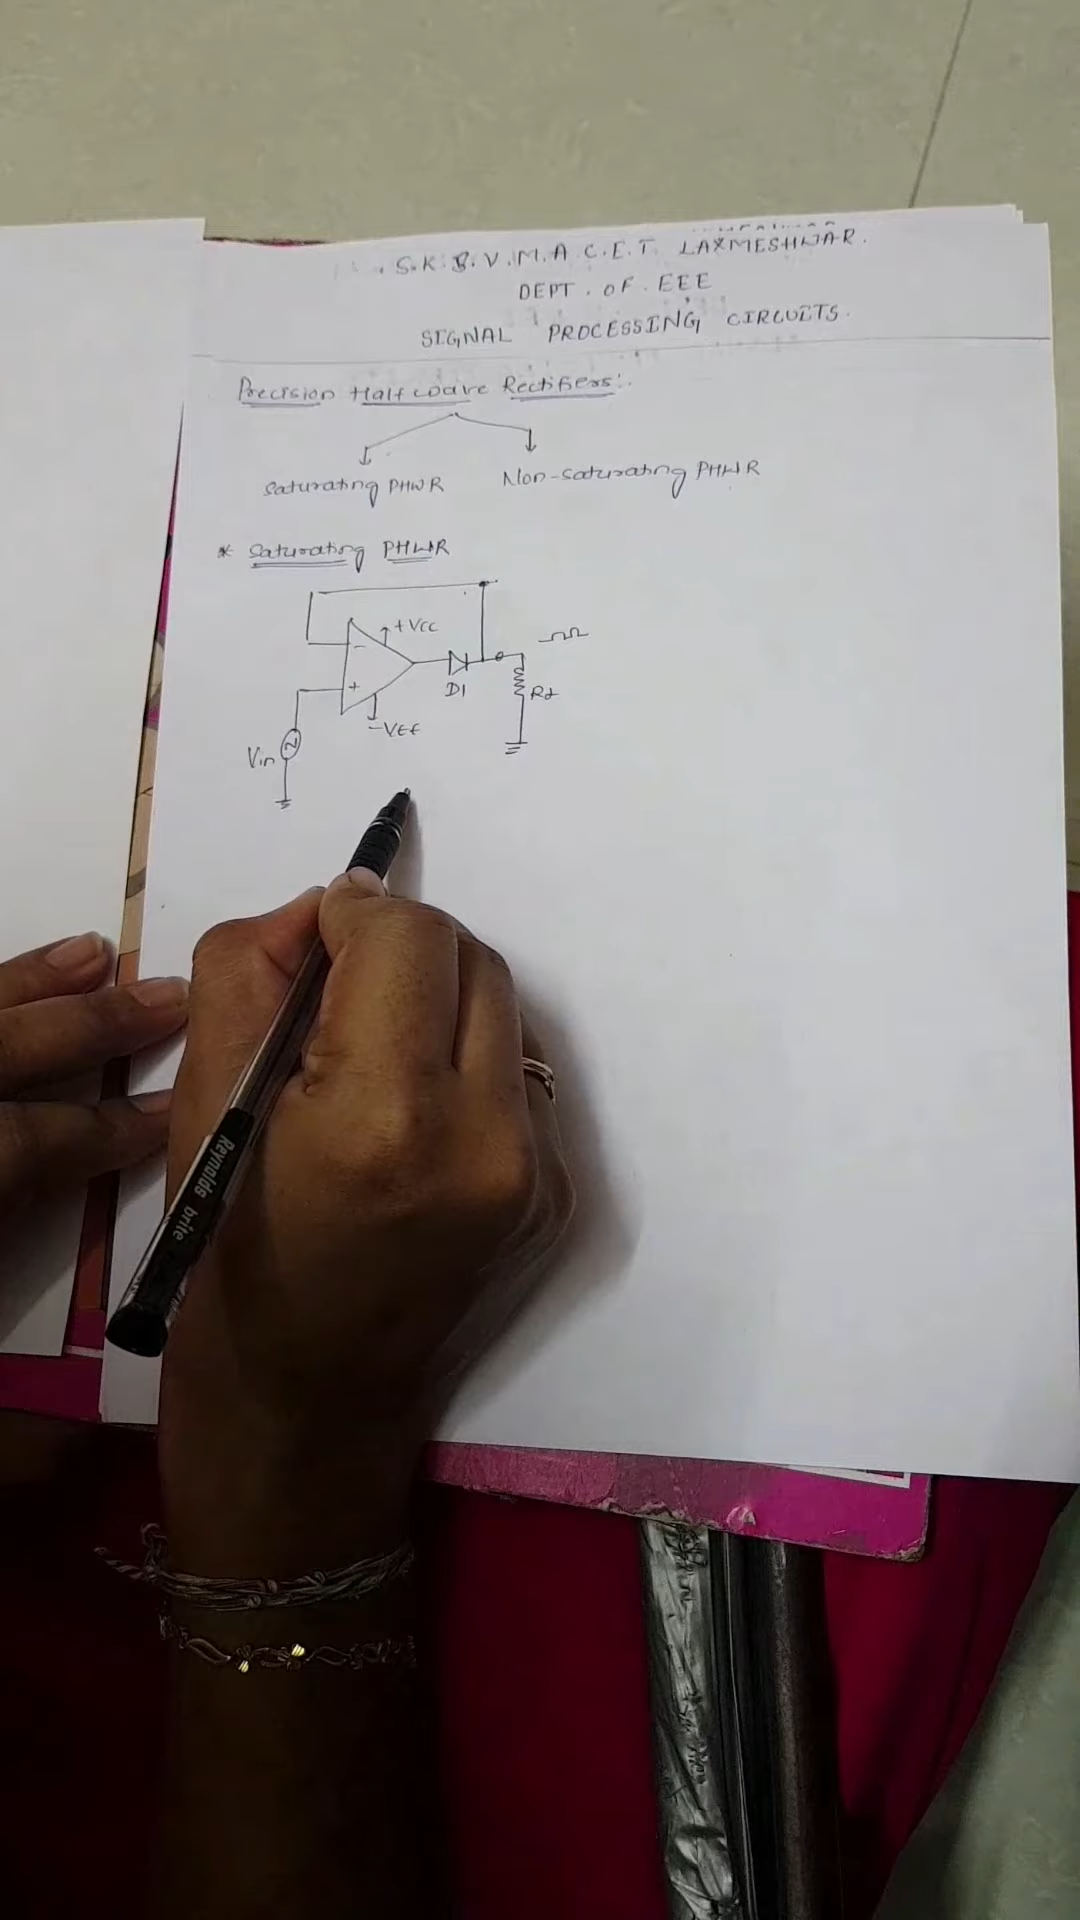 S.K.S.V.M.A.C.E.T. LAXMESHWAR.
DEPT. OF. EEE
SIGNAL PROCESSING CIRCUITS.
Precision Half wave Rectifiers:.
Saturating PHWR
Non-saturating PHWR
* Saturating PHWR
+Vcc
-
+
D1
-VEE
Vin
Reynolds brite